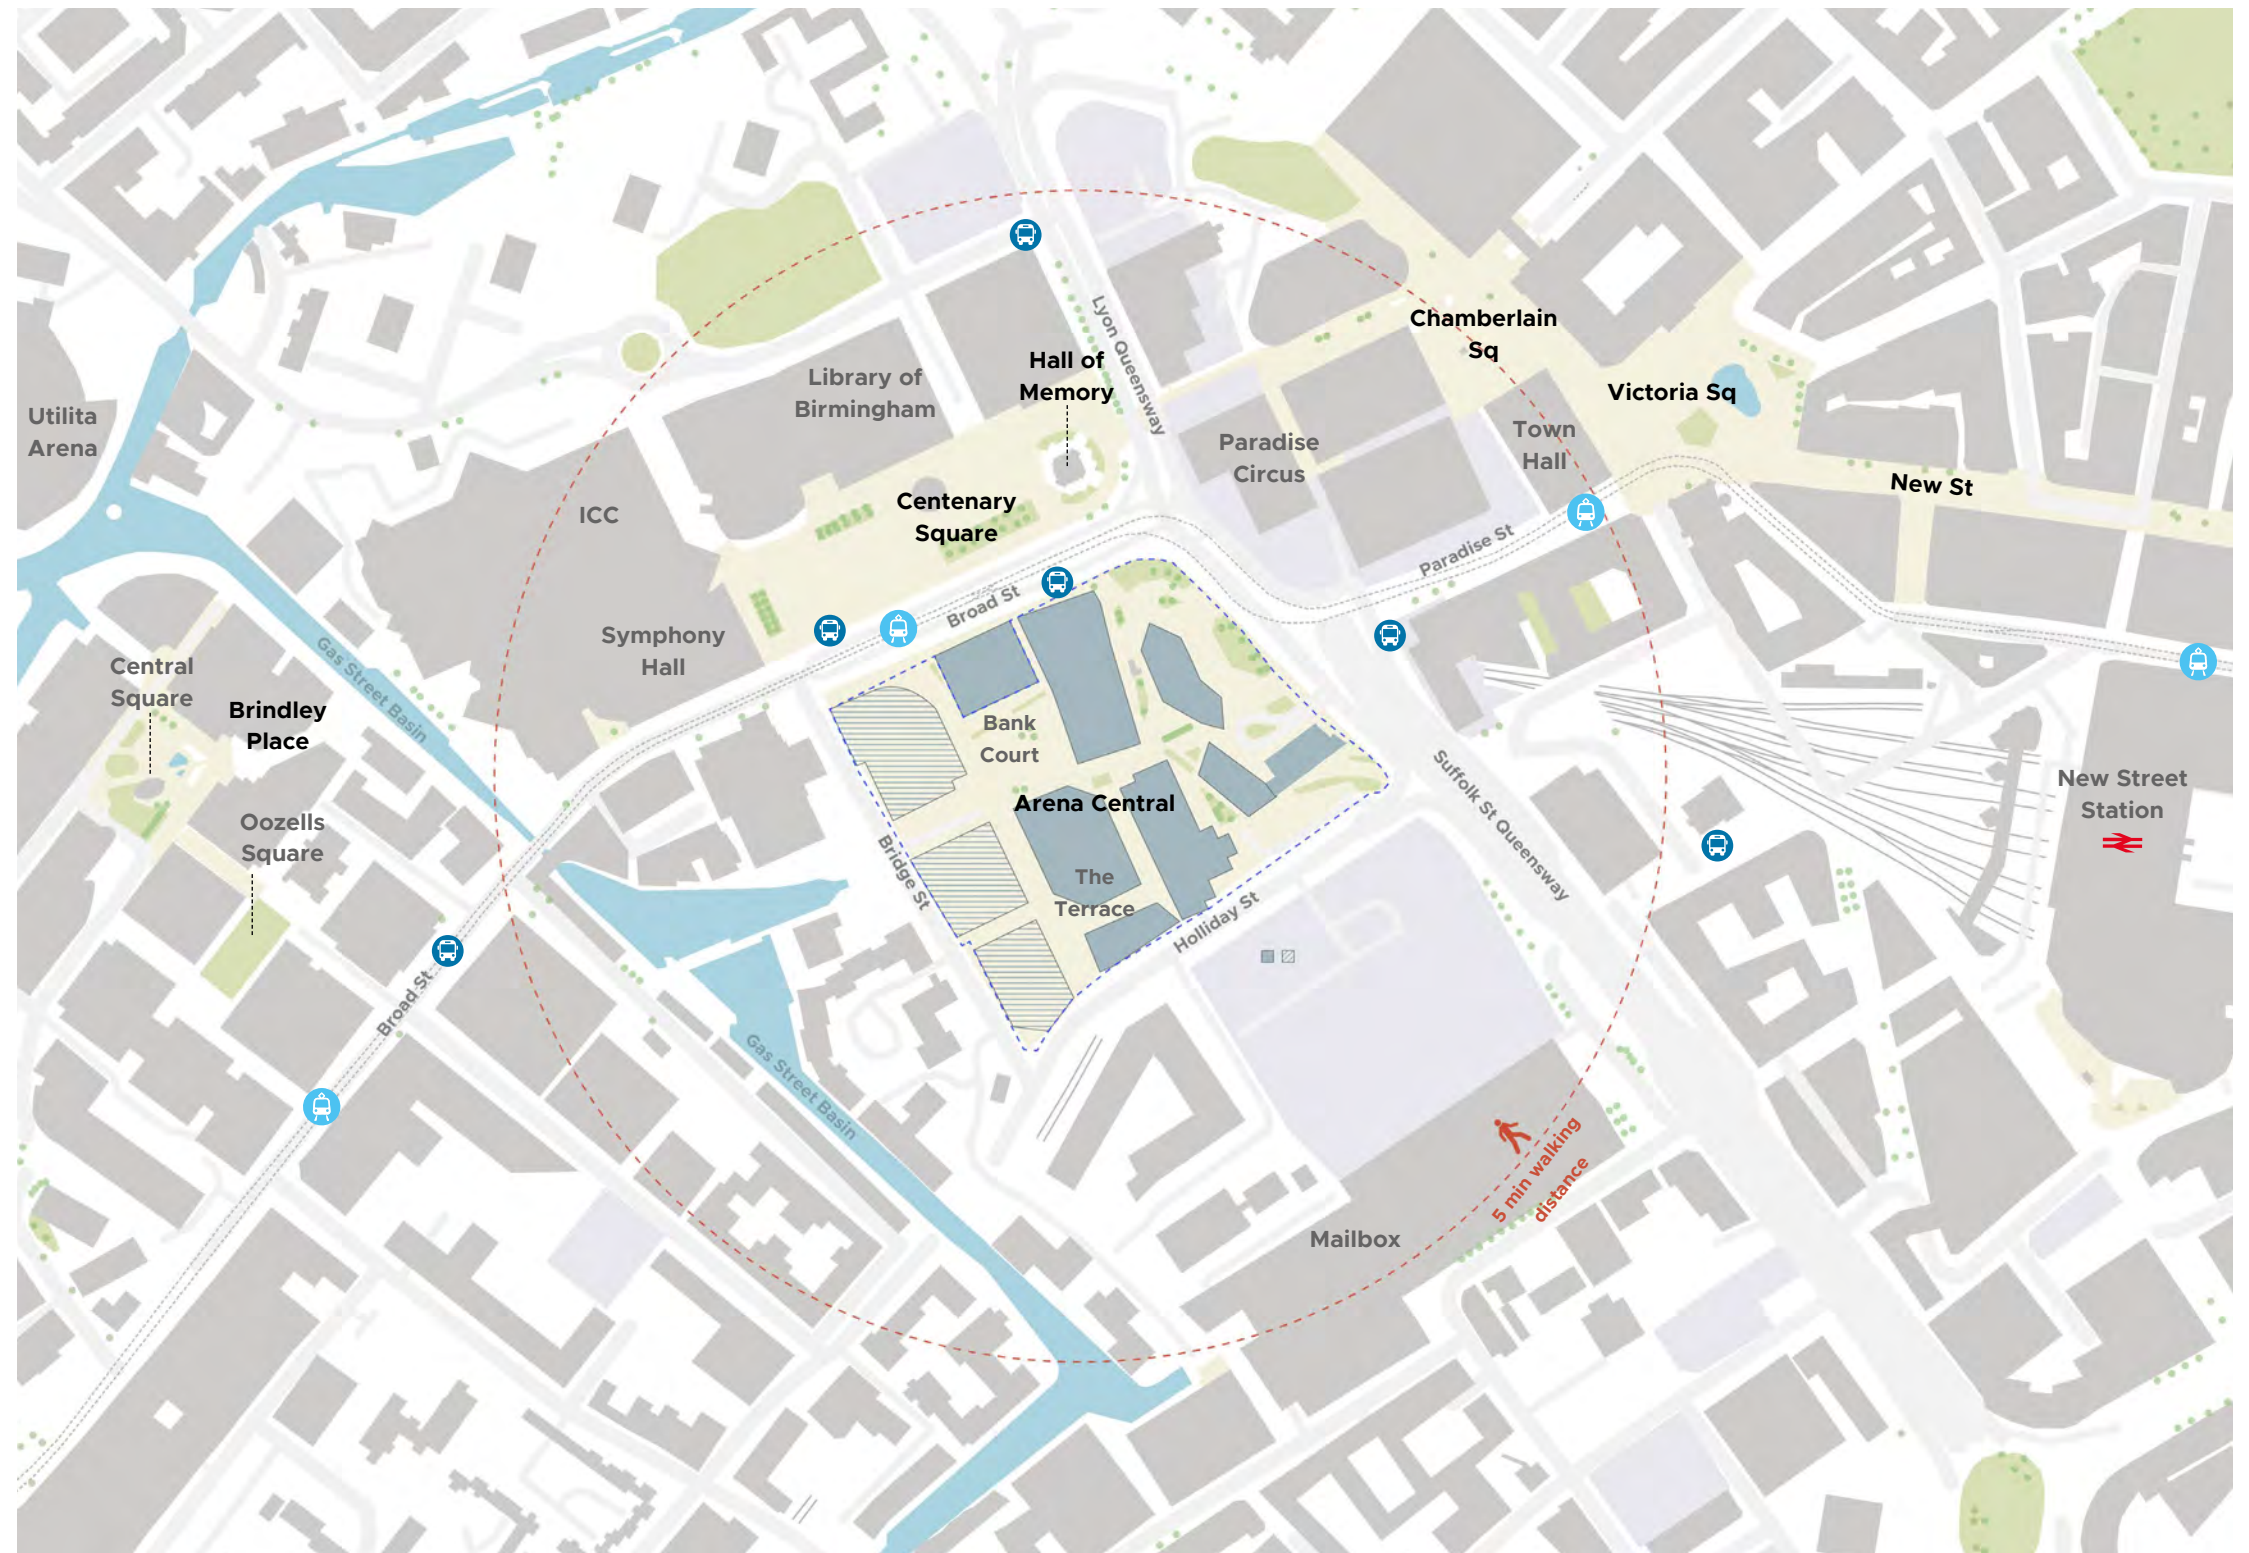 Chamberlain
Sq
Lyon Queensway
Hall of
Memory
Library of
Birmingham
Victoria Sq
Utilita
Arena
Paradise
Circus
Town
Hall
New St
Centenary
Square
ICC
Paradise St
Broad St
Symphony
Hall
Gas Street Basin
Central
Square
Brindley
Place
Bank
Court
Suffolk St Queensway
New Street
Station
Arena Central
Oozells
Square
Bridge St
The
Terrace
Holliday St
Broad St
Gas Street Basin
5 min walking
distance
Mailbox